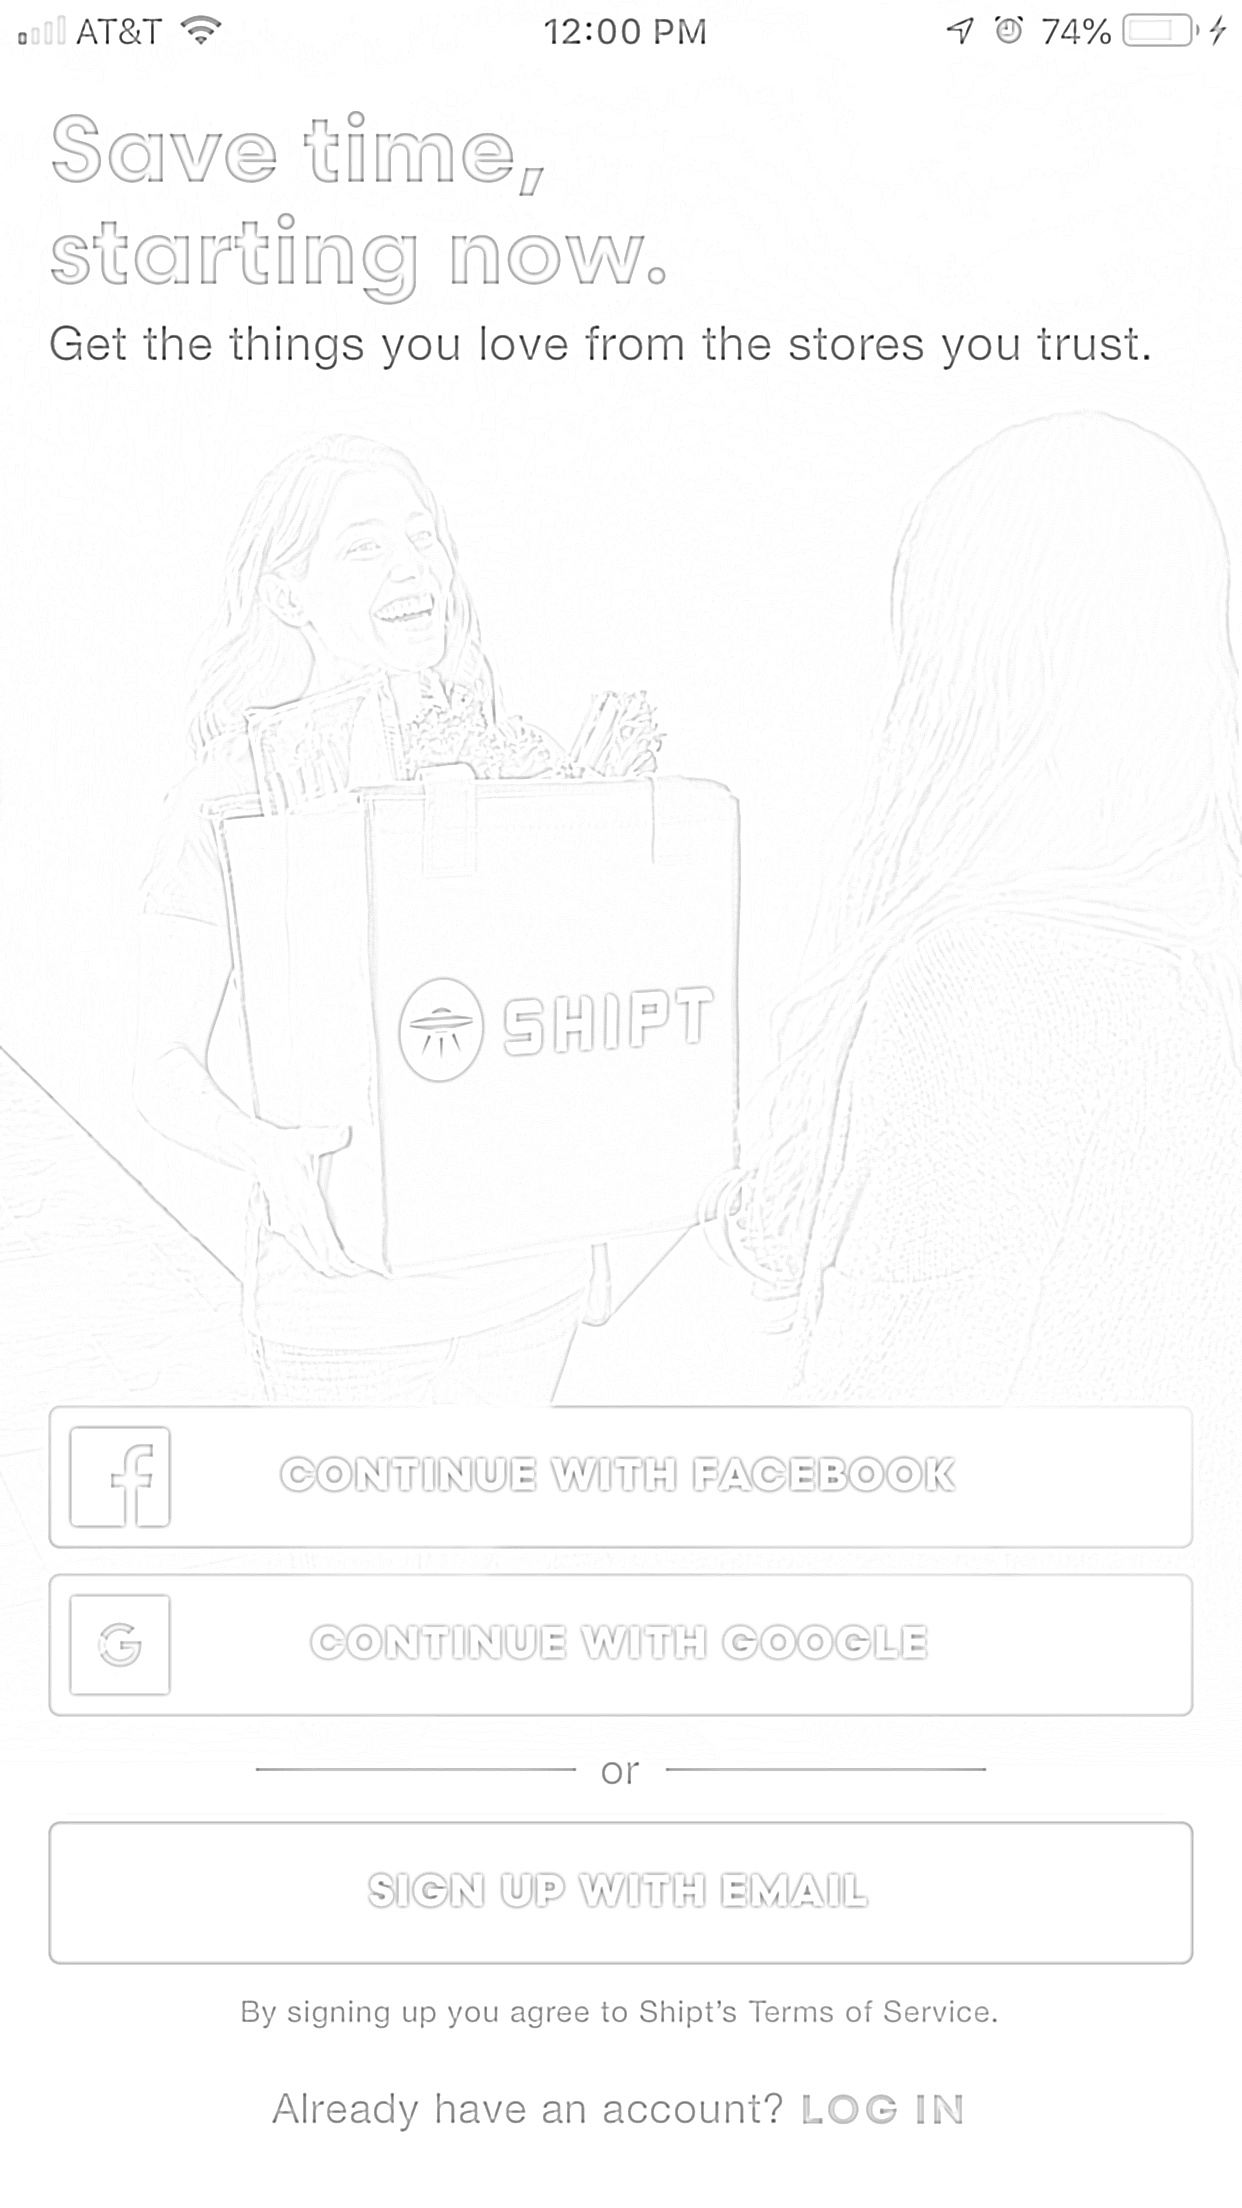 AT&T 12:00 PM 74%
Save time,
starting now.
Get the things you love from the stores you trust.
SHIPT
f CONTINUE WITH FACEBOOK
G CONTINUE WITH GOOGLE
or
SIGN UP WITH EMAIL
By signing up you agree to Shipt’s Terms of Service.
Already have an account? LOG IN